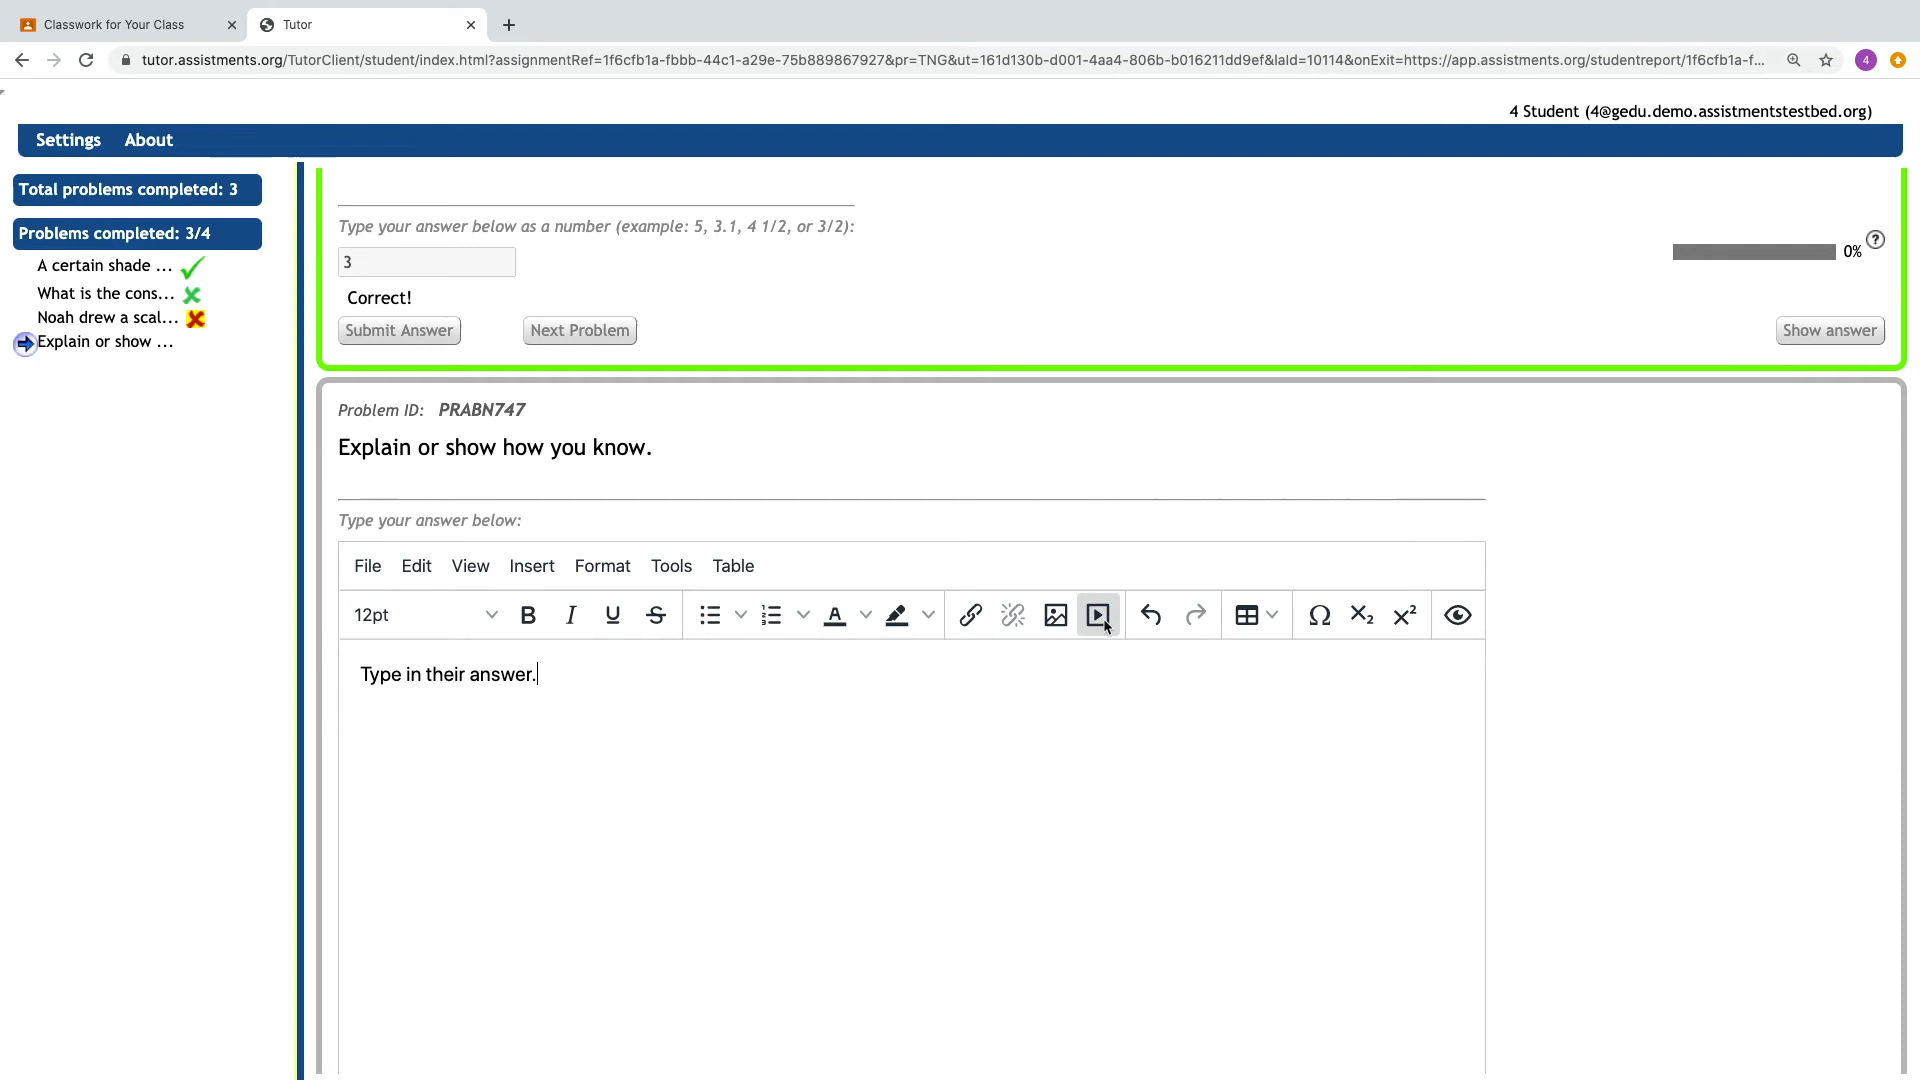 Classwork for Your Class
Tutor
tutor.assistments.org/TutorClient/student/index.html?assignmentRef=1f6cfb1a-fbbb-44c1-a29e-75b889867927&pr=TNG&ut=161d130b-d001-4aa4-806b-b016211dd9ef&laId=10114&onExit=https://app.assistments.org/studentreport/1f6cfb1a-f...
4
4 Student (4@gedu.demo.assistmentstestbed.org)
Settings About
Total problems completed: 3
Problems completed: 3/4
A certain shade ...
What is the cons...
Noah drew a scal...
Explain or show ...
Type your answer below as a number (example: 5, 3.1, 4 1/2, or 3/2):
0%
?
3
Correct!
Submit Answer Next Problem Show answer
Problem ID: PRABN747
Explain or show how you know.
Type your answer below:
File Edit View Insert Format Tools Table
12pt B I U S A Ω X₂ X²
Type in their answer.